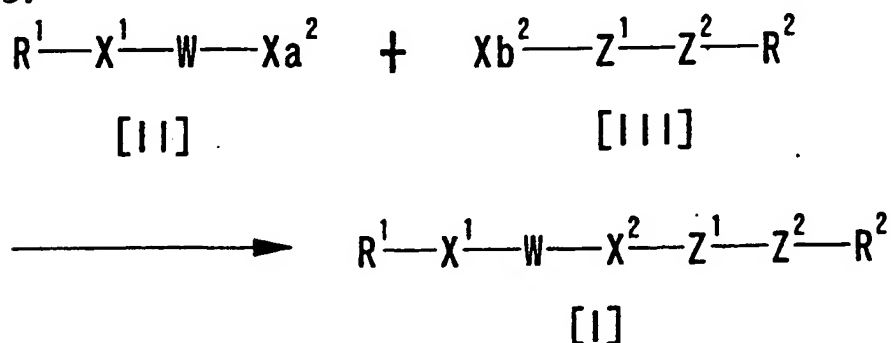 R¹—X¹—W—Xa² + Xb²—Z¹—Z²—R²
[II] [III]
R¹—X¹—W—X²—Z¹—Z²—R²
[I]